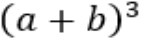 (a + b)³